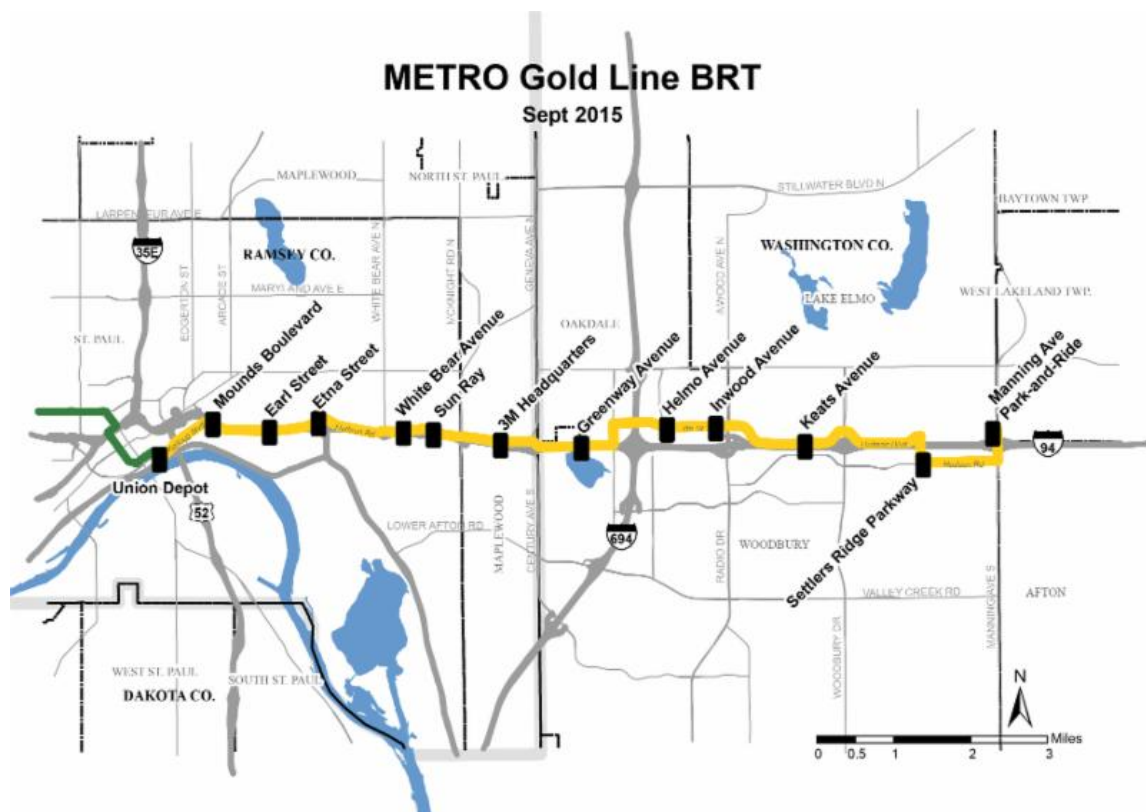 METRO Gold Line BRT
Sept 2015
MAPLEWOOD
NORTH ST. PAUL
STILLWATER BLVD N
BAYTOWN TWP.
LARPENTEUR AVE E
35E
RAMSEY CO.
WASHINGTON CO.
EDGERTON ST
ARCADE ST
WHITE BEAR AVE N
MCKNIGHT RD N
GENEVA AVE N
MARYLAND AVE E
LAKE ELMO
WEST LAKELAND TWP.
ST. PAUL
OAKDALE
Mounds Boulevard
Earl Street
Etna Street
White Bear Avenue
Sun Ray
3M Headquarters
Greenway Avenue
Helmo Avenue
Inwood Avenue
Keats Avenue
Manning Ave
Park-and-Ride
Hudson Rd
94
Hudson Rd
Union Depot
Settlers Ridge Parkway
52
694
LOWER AFTON RD
MAPLEWOOD
CENTURY AVE S
RADIO DR
WOODBURY
VALLEY CREEK RD
AFTON
WOODBURY DR
MANNING AVE S
WEST ST. PAUL
SOUTH ST. PAUL
DAKOTA CO.
N
Miles
0 0.5 1 2 3